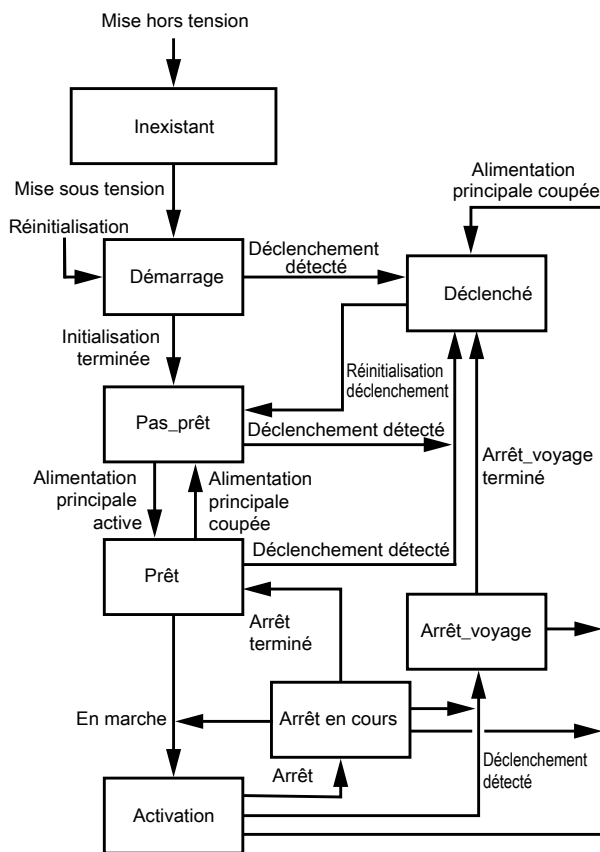 Mise hors tension
Inexistant
Mise sous tension
Alimentation
principale coupée
Réinitialisation
Démarrage
Déclenchement
détecté
Déclenché
Initialisation
terminée
Réinitialisation
déclenchement
Pas_prêt
Déclenchement détecté
Arrêt_voyage
terminé
Alimentation
principale
active
Alimentation
principale
coupée
Prêt
Déclenchement détecté
Arrêt
terminé
Arrêt_voyage
En marche
Arrêt en cours
Arrêt
Déclenchement
détecté
Activation